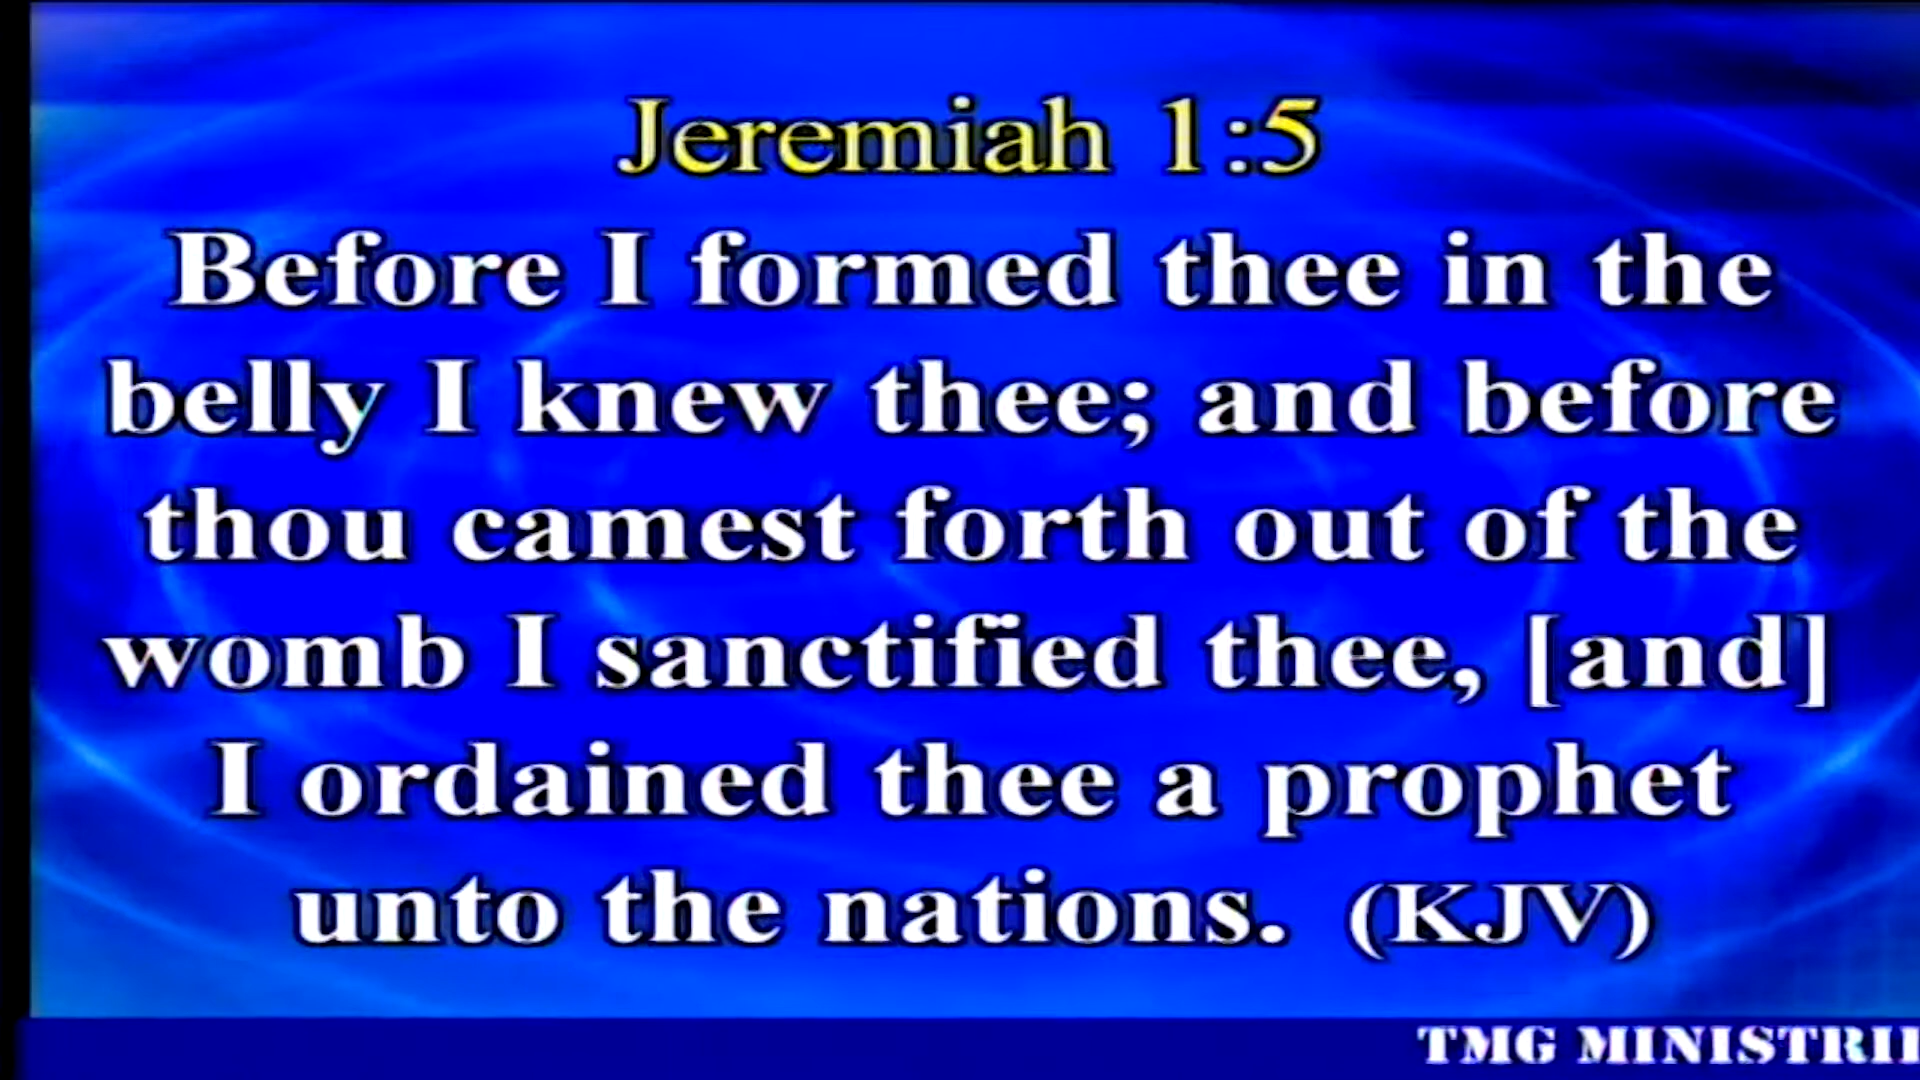 Jeremiah 1:5
Before I formed thee in the
belly I knew thee; and before
thou camest forth out of the
womb I sanctified thee, [and]
I ordained thee a prophet
unto the nations. (KJV)
TMG MINISTRI